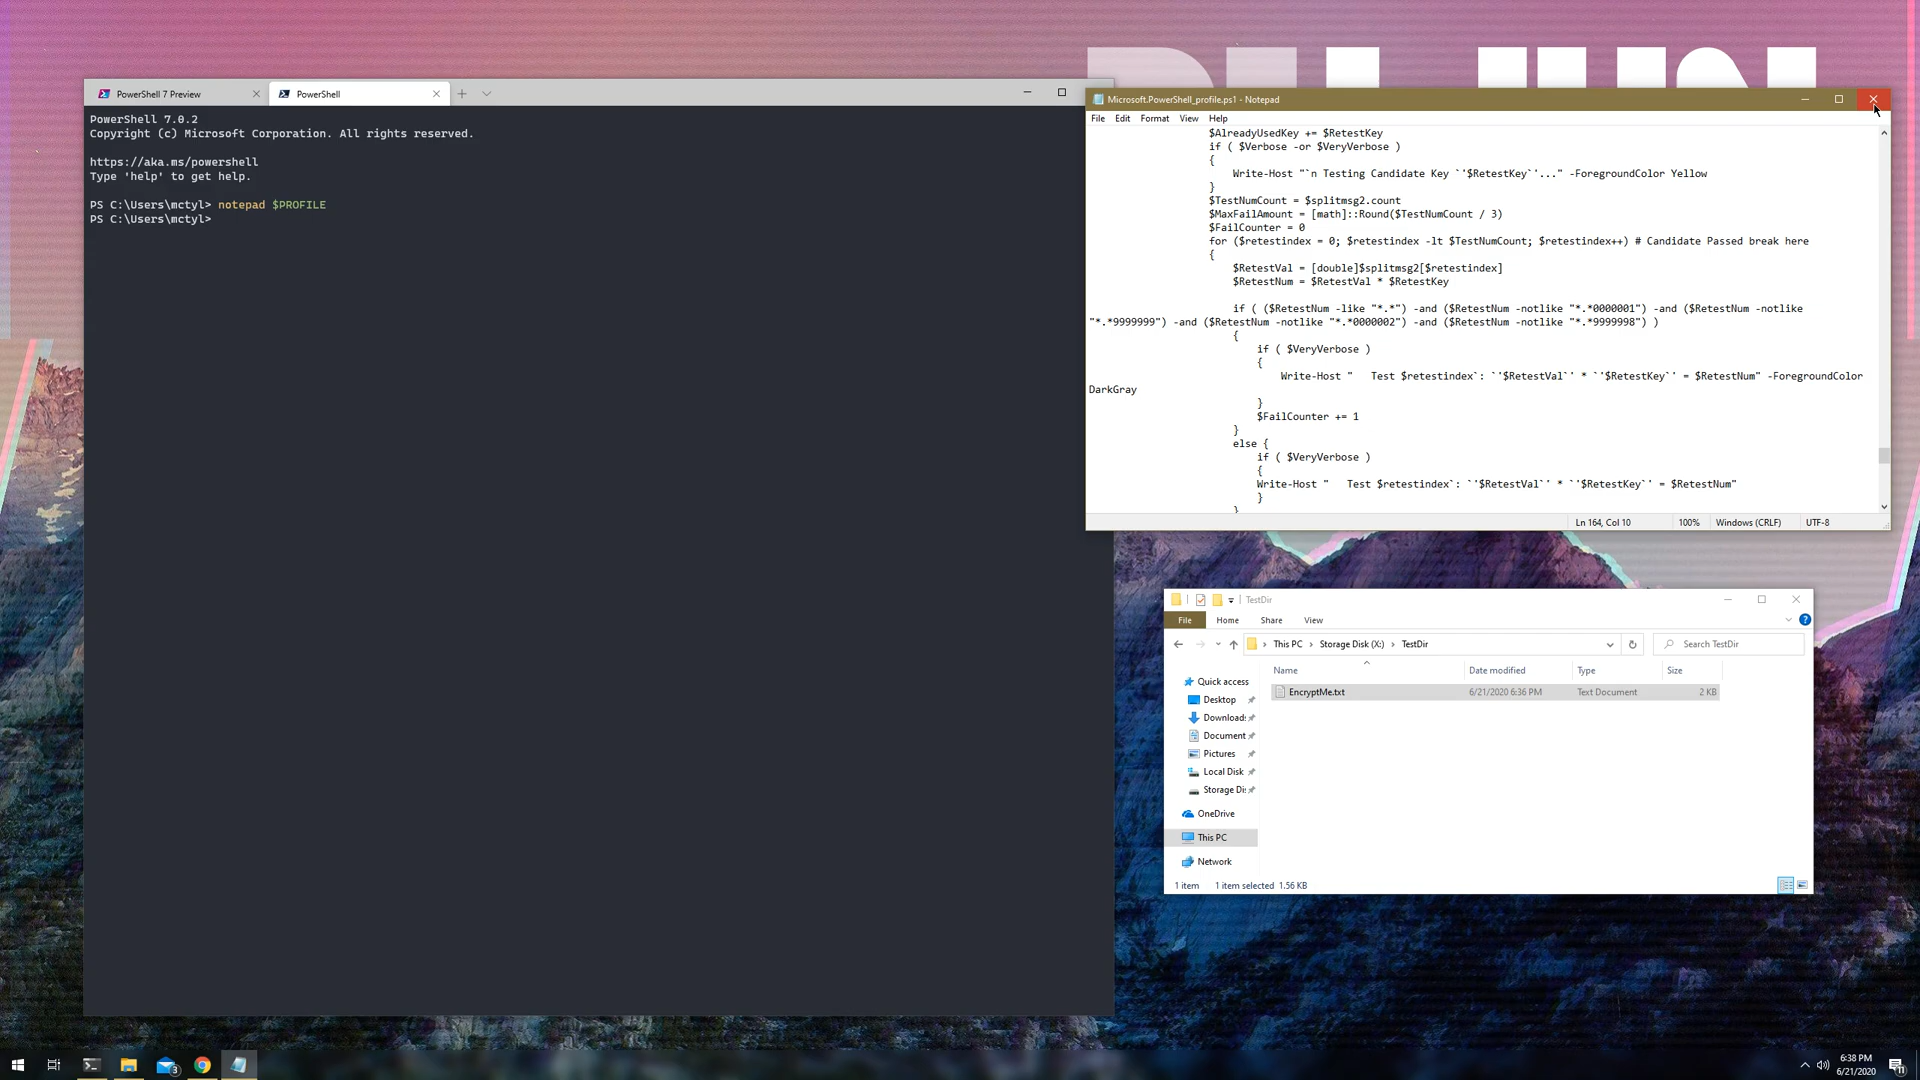 PowerShell 7 Preview
PowerShell
PowerShell 7.0.2
Copyright (c) Microsoft Corporation. All rights reserved.
https://aka.ms/powershell
Type 'help' to get help.
PS C:\Users\mctyl> notepad $PROFILE
PS C:\Users\mctyl>
Microsoft.PowerShell_profile.ps1 - Notepad
File Edit Format View Help
$AlreadyUsedKey += $RetestKey
if ( $Verbose -or $VeryVerbose )
{
Write-Host "`n Testing Candidate Key `'$RetestKey`'..." -ForegroundColor Yellow
}
$TestNumCount = $splitmsg2.count
$MaxFailAmount = [math]::Round($TestNumCount / 3)
$FailCounter = 0
for ($retestindex = 0; $retestindex -lt $TestNumCount; $retestindex++) # Candidate Passed break here
{
$RetestVal = [double]$splitmsg2[$retestindex]
$RetestNum = $RetestVal * $RetestKey
if ( ($RetestNum -like "*.*") -and ($RetestNum -notlike "*.*0000001") -and ($RetestNum -notlike
"*.*9999999") -and ($RetestNum -notlike "*.*0000002") -and ($RetestNum -notlike "*.*9999998") )
{
if ( $VeryVerbose )
{
Write-Host "   Test $retestindex`: `'$RetestVal`' * `'$RetestKey`' = $RetestNum" -ForegroundColor
DarkGray
}
$FailCounter += 1
}
else {
if ( $VeryVerbose )
{
Write-Host "   Test $retestindex`: `'$RetestVal`' * `'$RetestKey`' = $RetestNum"
}
}
Ln 164, Col 10 100% Windows (CRLF) UTF-8
TestDir
File Home Share View
This PC > Storage Disk (X:) > TestDir Search TestDir
Name Date modified Type Size
EncryptMe.txt 6/21/2020 6:36 PM Text Document 2 KB
Quick access
Desktop
Download
Document
Pictures
Local Disk
Storage Di
OneDrive
This PC
Network
1 item 1 item selected 1.56 KB
3
6:38 PM
6/21/2020